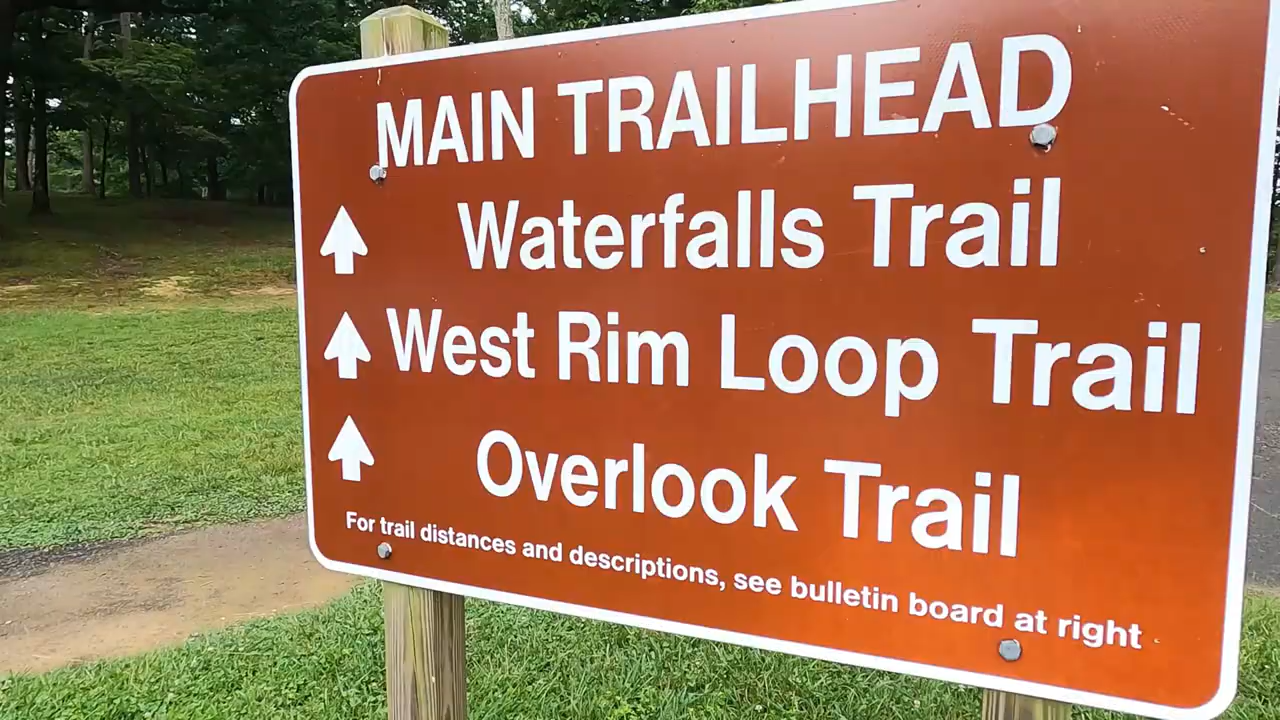 MAIN TRAILHEAD
Waterfalls Trail
West Rim Loop Trail
Overlook Trail
For trail distances and descriptions, see bulletin board at right